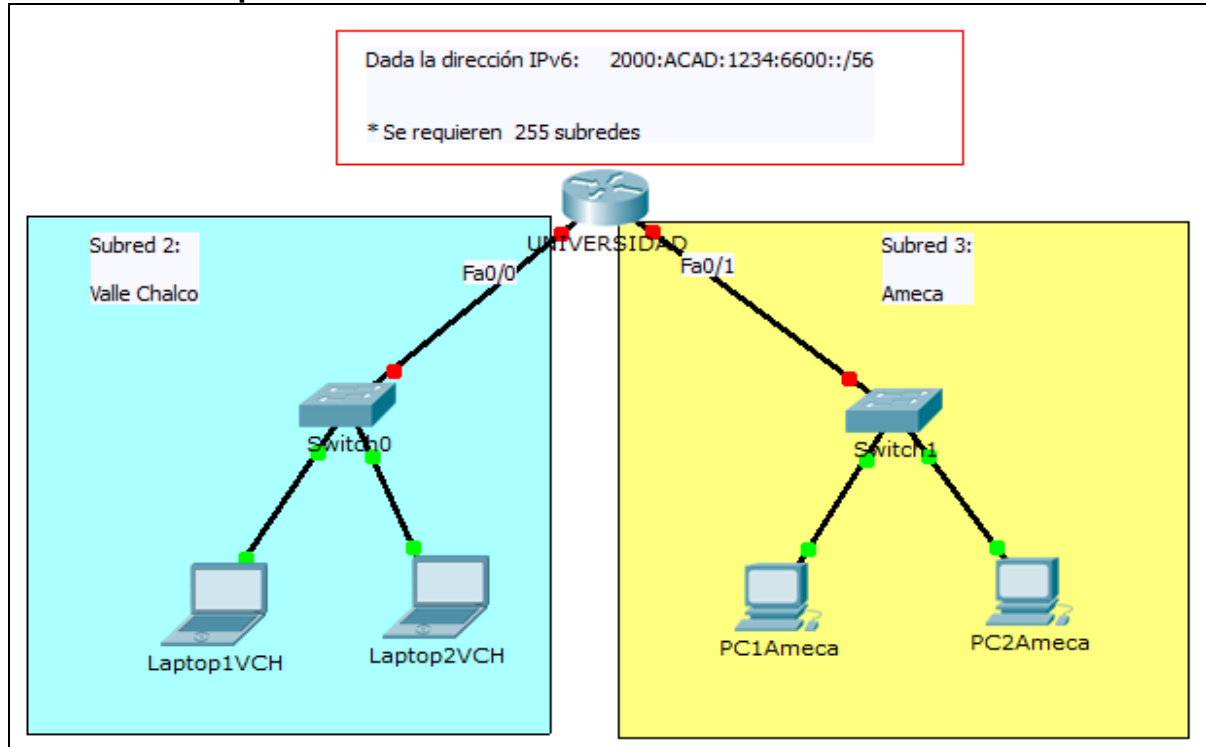 Dada la dirección IPv6: 2000:ACAD:1234:6600::/56
* Se requieren 255 subredes
UNIVERSIDAD
Subred 2:
Valle Chalco
Fa0/0
Fa0/1
Subred 3:
Ameca
Switch0
Switch1
Laptop1VCH
Laptop2VCH
PC1Ameca
PC2Ameca